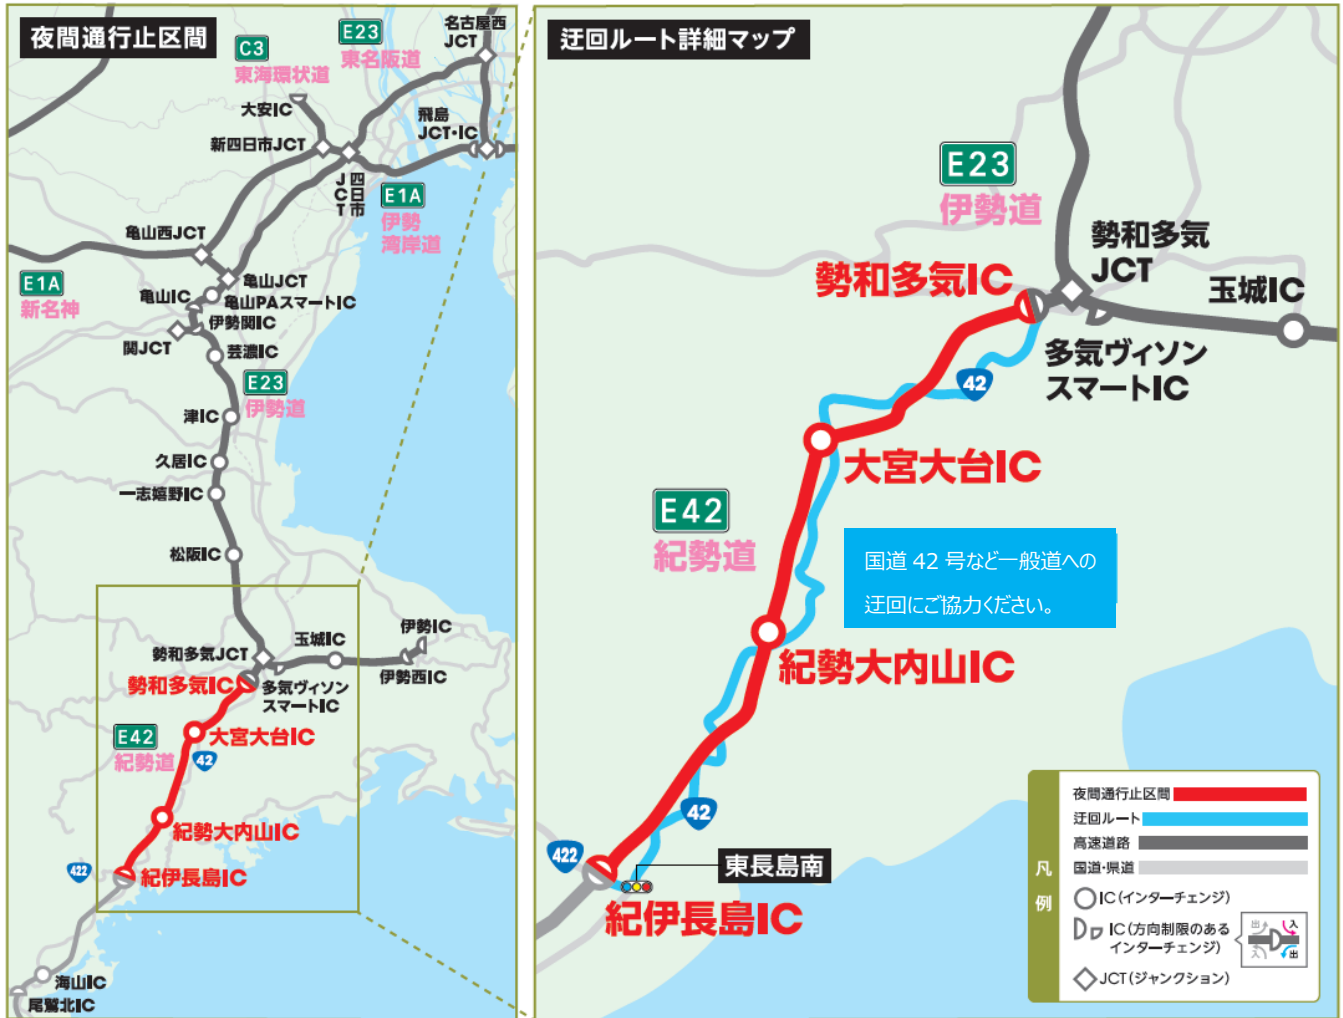 夜間通行止区間
C3
東海環状道
E23
東名阪道
名古屋西
JCT
大安IC
飛島
JCT・IC
新四日市JCT
四日市
JCT
E1A
伊勢
湾岸道
亀山西JCT
E1A
新名神
亀山JCT
亀山IC
亀山PAスマートIC
伊勢関IC
関JCT
芸濃IC
E23
伊勢道
津IC
久居IC
一志嬉野IC
松阪IC
勢和多気JCT
玉城IC
伊勢IC
伊勢西IC
勢和多気IC
多気ヴィソン
スマートIC
E42
紀勢道
大宮大台IC
42
紀勢大内山IC
422
紀伊長島IC
海山IC
尾鷲北IC
迂回ルート詳細マップ
E23
伊勢道
勢和多気
JCT
勢和多気IC
玉城IC
多気ヴィソン
スマートIC
42
大宮大台IC
E42
紀勢道
国道 42 号など一般道への
迂回にご協力ください。
紀勢大内山IC
42
422
東長島南
紀伊長島IC
凡例
夜間通行止区間
迂回ルート
高速道路
国道・県道
IC(インターチェンジ)
IC(方向制限のある
インターチェンジ)
出
入
入
出
JCT(ジャンクション)